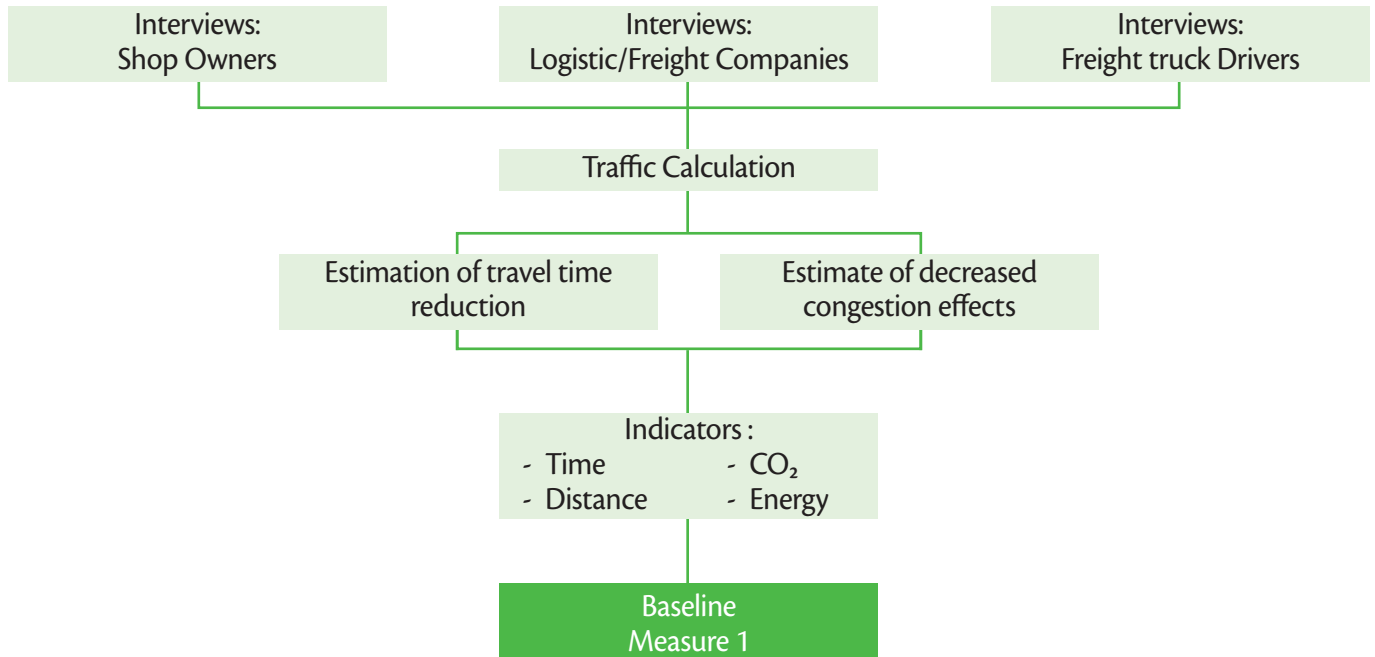 Interviews:
Shop Owners
Interviews:
Logistic/Freight Companies
Interviews:
Freight truck Drivers
Traffic Calculation
Estimation of travel time
reduction
Estimate of decreased
congestion effects
Indicators :
- Time
- Distance
- CO₂
- Energy
Baseline
Measure 1